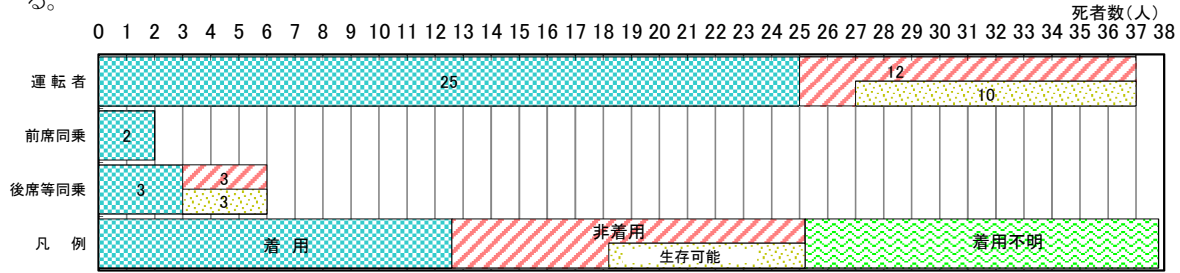 る。
死者数（人）
0 1 2 3 4 5 6 7 8 9 10 11 12 13 14 15 16 17 18 19 20 21 22 23 24 25 26 27 28 29 30 31 32 33 34 35 36 37 38
運転者 25 12
10
前席同乗 2
後席等同乗 3 3
3
凡 例 着 用 非着用 着用不明
生存可能